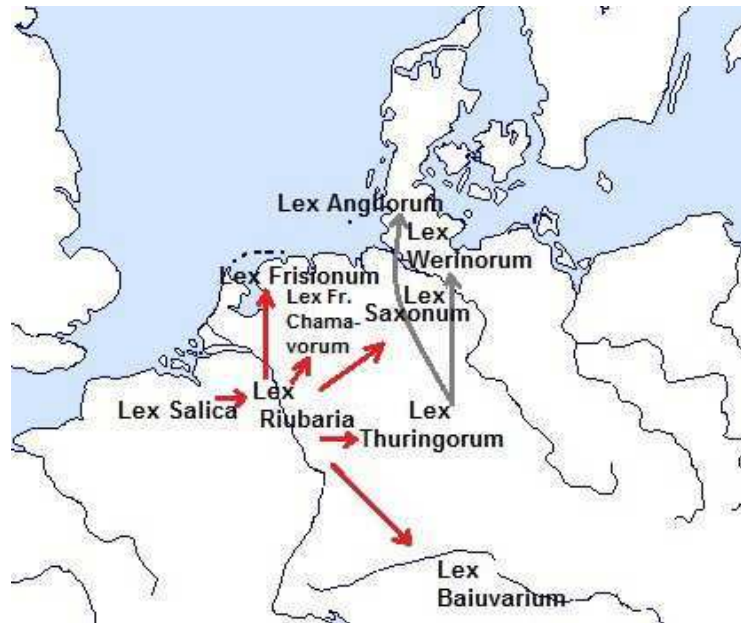 Lex Angliorum
Lex
Werinorum
Lex Frisionum
Lex Fr.
Chama-
vorum
Lex
Saxonum
Lex Salica
Lex
Riubaria
Lex
Thuringorum
Lex
Baiuvarium